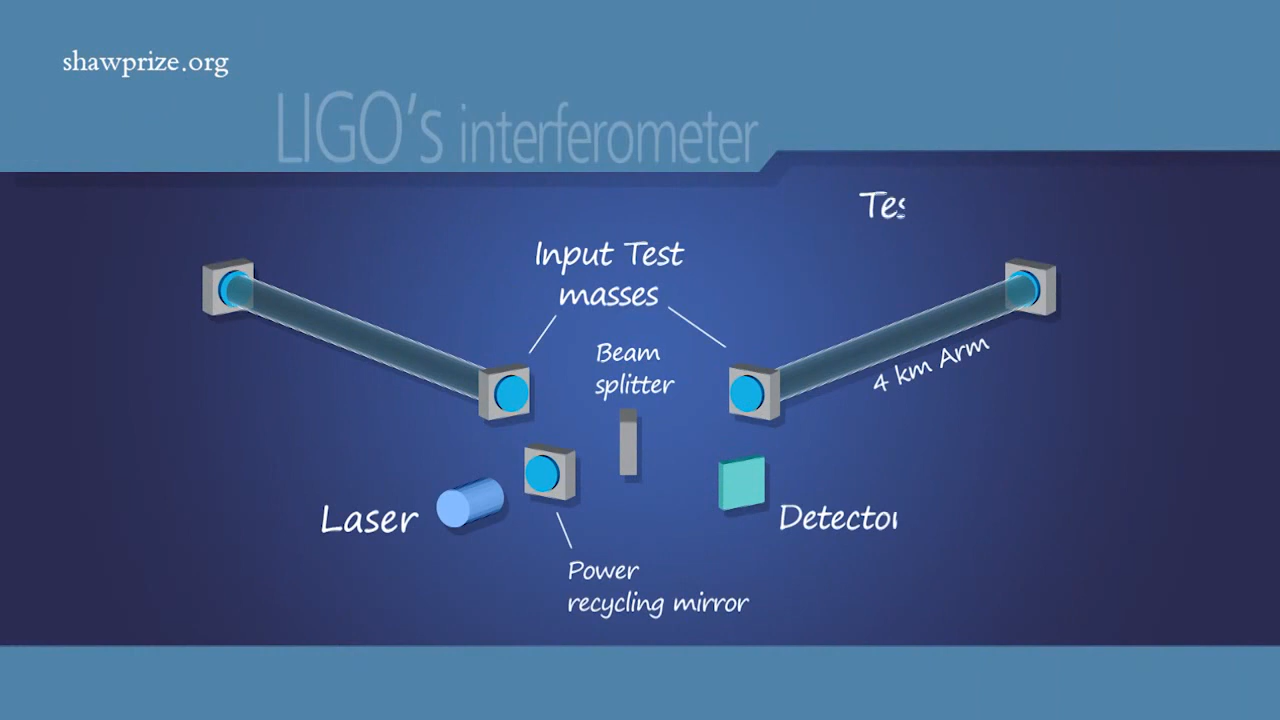 shawprize.org
LIGO's interferometer
Input Test
masses
Beam
splitter
4 km Arm
Laser
Power
recycling mirror